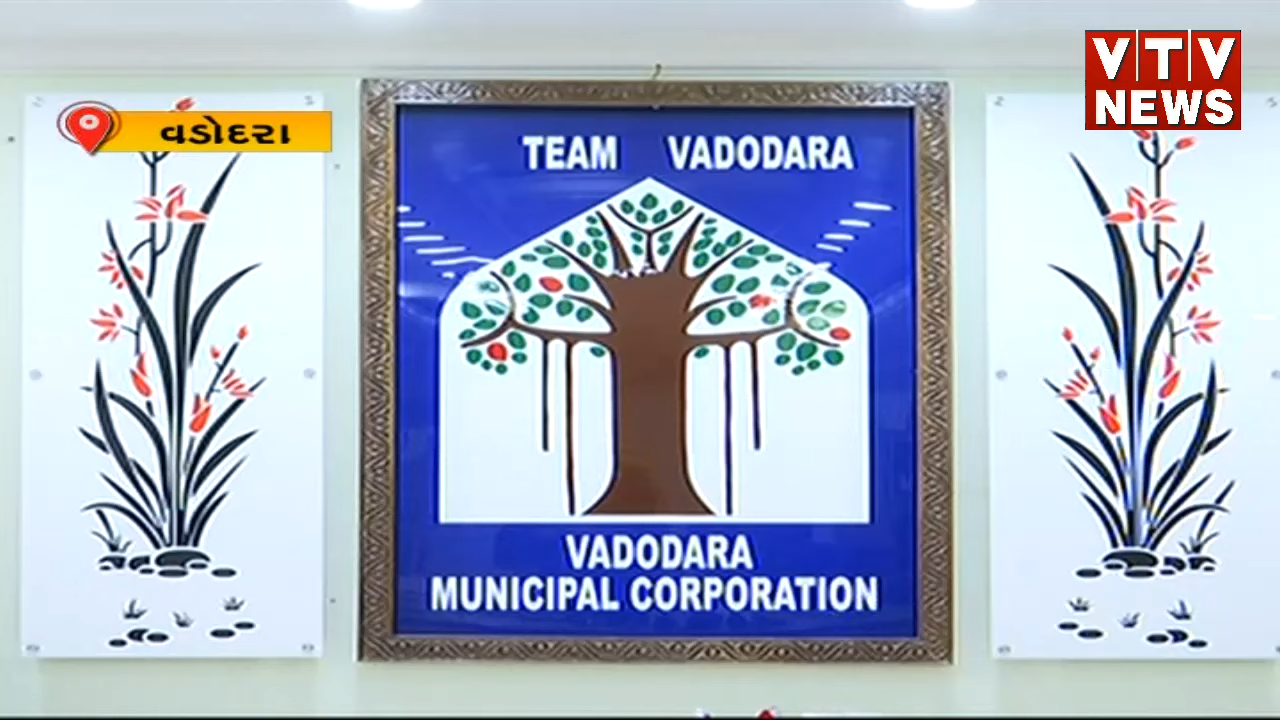 VTV
NEWS
વડોદરા
TEAM VADODARA
VADODARA
MUNICIPAL CORPORATION